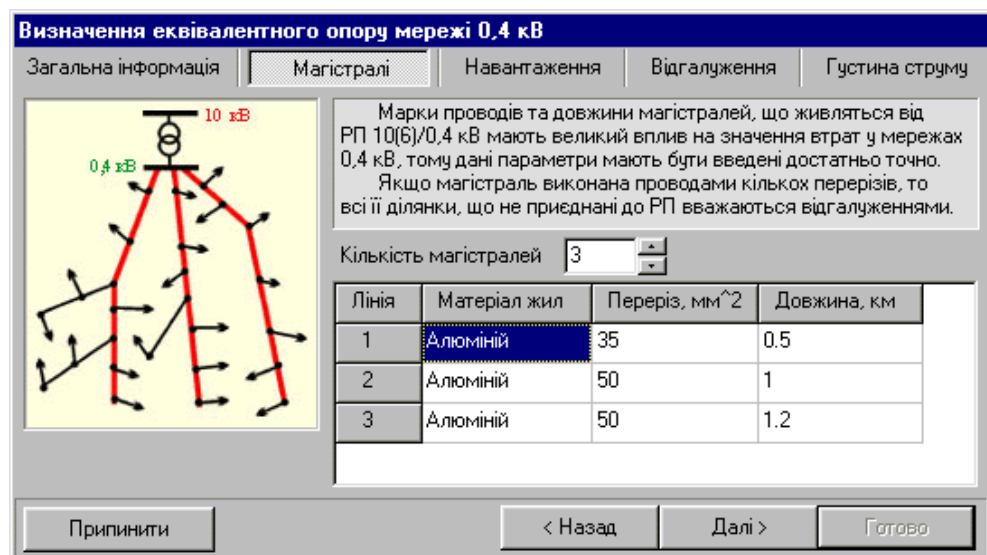 Визначення еквівалентного опору мережі 0,4 кВ
Загальна інформація Магістралі Навантаження Відгалуження Густина струму
10 кВ
0,4 кВ
Марки проводів та довжини магістралей, що живляться від
РП 10(6)/0,4 кВ мають великий вплив на значення втрат у мережах
0,4 кВ, тому дані параметри мають бути введені достатньо точно.
Якщо магістраль виконана проводами кількох перерізів, то
всі її ділянки, що не приєднані до РП вважаються відгалуженнями.
Кількість магістралей 3
Лінія Матеріал жил Переріз, мм^2 Довжина, км
1 Алюміній 35 0.5
2 Алюміній 50 1
3 Алюміній 50 1.2
Припинити < Назад Далі > Готово